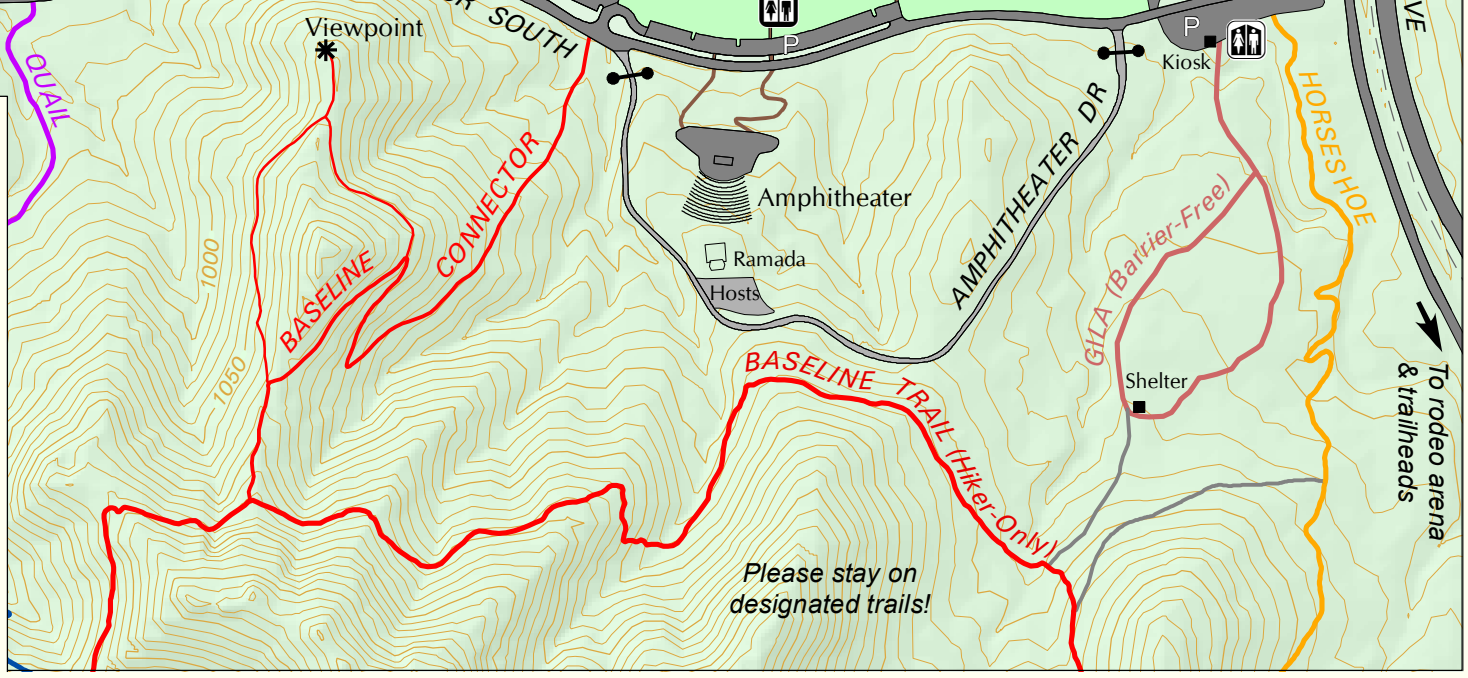 SOUTH
VE
P
P
Viewpoint
Kiosk
QUAIL
HORSESHOE
CONNECTOR
AMPHITHEATER DR
Amphitheater
GILA (Barrier-Free)
1000
BASELINE
Ramada
Hosts
1050
BASELINE TRAIL (Hiker-Only)
Shelter
To rodeo arena
& trailheads
Please stay on
designated trails!